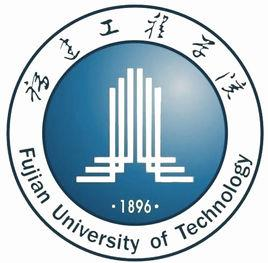 福建工程学院
·1896·
Fujian University of Technology